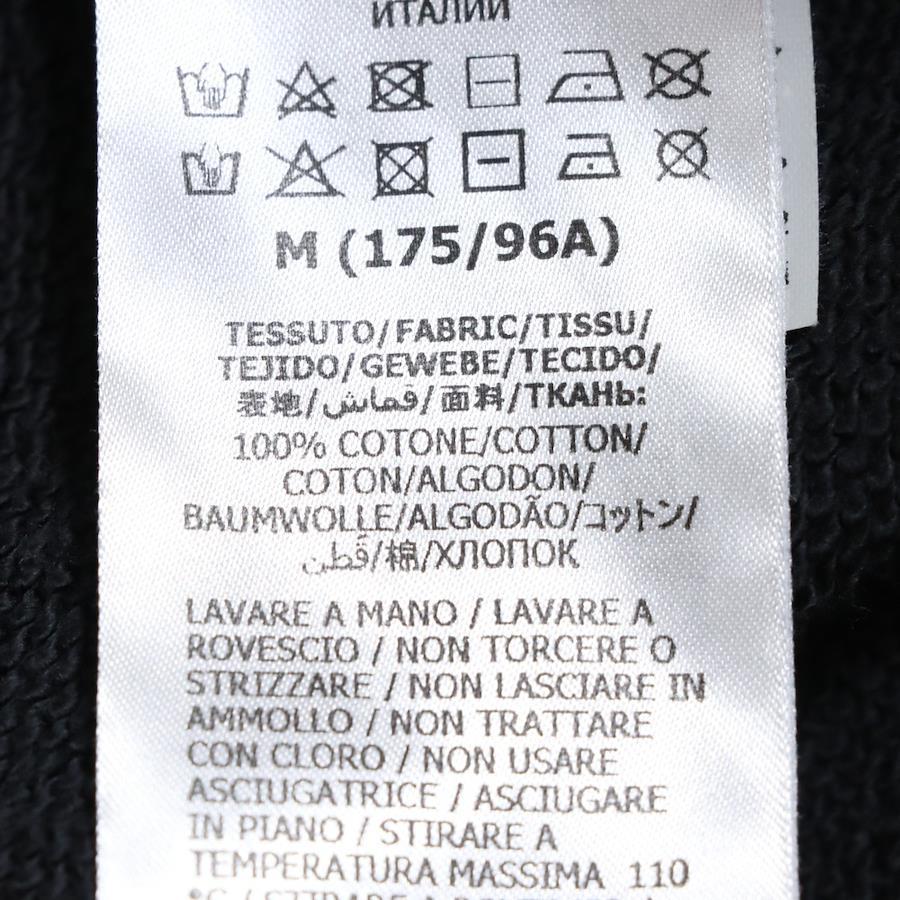 ИТАЛИИ
M (175/96A)
TESSUTO/FABRIC/TISSU/
TEJIDO/GEWEBE/TECIDO/
表地/قماش/面料/ТКАНЬ:
100% COTONE/COTTON/
COTON/ALGODON/
BAUMWOLLE/ALGODÃO/コットン/
قُطن/棉/ХЛОПОК
LAVARE A MANO / LAVARE A
ROVESCIO / NON TORCERE O
STRIZZARE / NON LASCIARE IN
AMMOLLO / NON TRATTARE
CON CLORO / NON USARE
ASCIUGATRICE / ASCIUGARE
IN PIANO / STIRARE A
TEMPERATURA MASSIMA 110
°C / STIRARE A